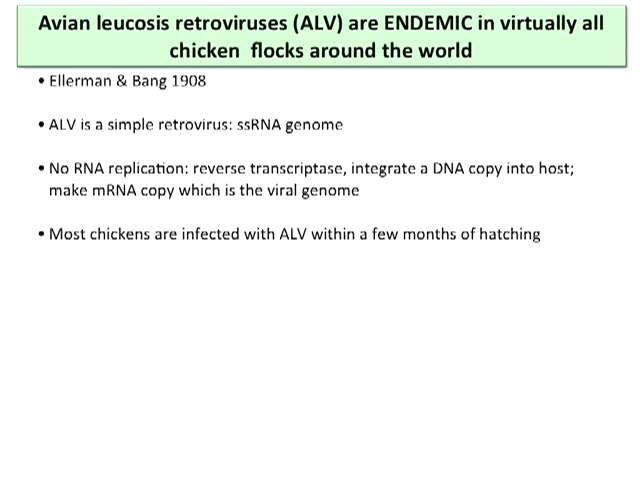 Avian leucosis retroviruses (ALV) are ENDEMIC in virtually all
chicken flocks around the world
• Ellerman & Bang 1908
• ALV is a simple retrovirus: ssRNA genome
• No RNA replication: reverse transcriptase, integrate a DNA copy into host;
make mRNA copy which is the viral genome
• Most chickens are infected with ALV within a few months of hatching